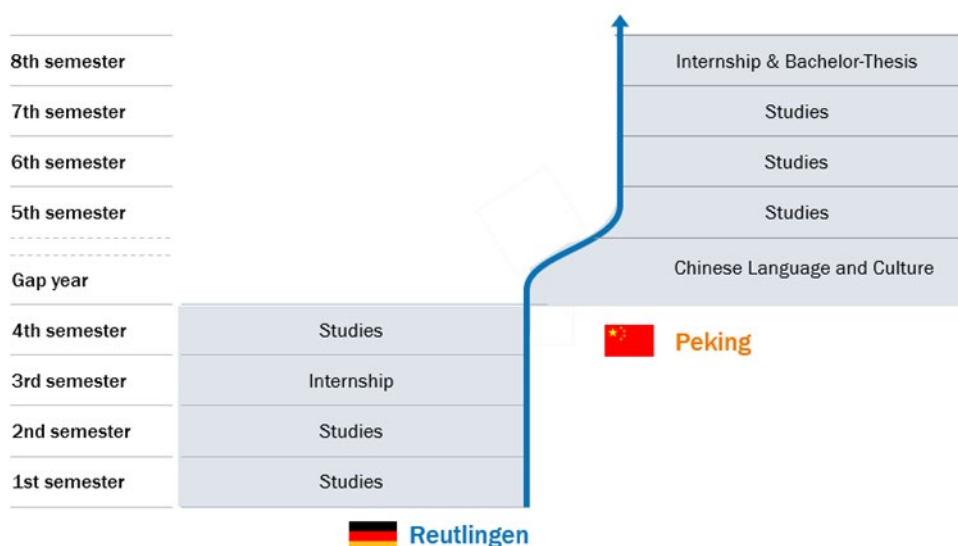 8th semester
Internship & Bachelor-Thesis
7th semester
Studies
6th semester
Studies
5th semester
Studies
Gap year
Chinese Language and Culture
4th semester
Studies
Peking
3rd semester
Internship
2nd semester
Studies
1st semester
Studies
Reutlingen